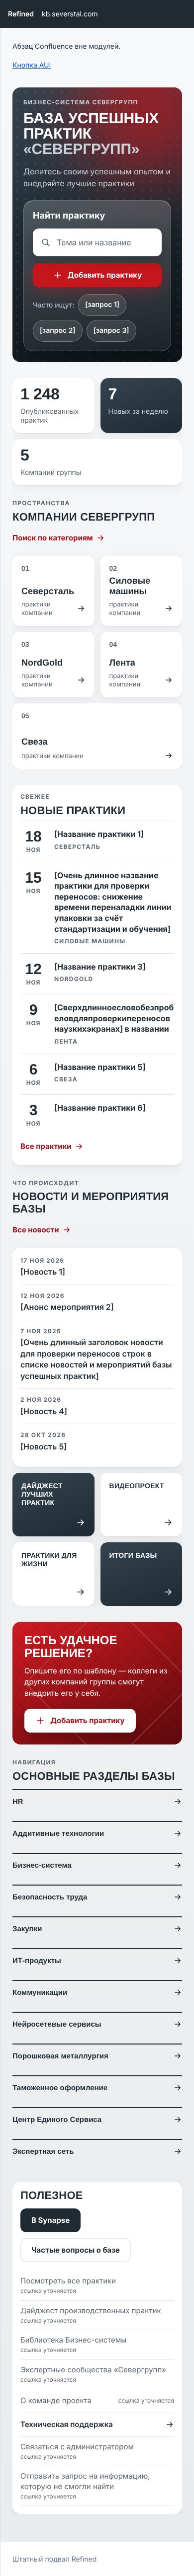 Refined kb.severstal.com
Абзац Confluence вне модулей.
Кнопка AUI
БИЗНЕС-СИСТЕМА СЕВЕРГРУПП
БАЗА УСПЕШНЫХ
ПРАКТИК
«СЕВЕРГРУПП»
Делитесь своим успешным опытом и
внедряйте лучшие практики
Найти практику
Тема или название
Добавить практику
Часто ищут: [запрос 1]
[запрос 2] [запрос 3]
1 248
Опубликованных
практик
7
Новых за неделю
5
Компаний группы
ПРОСТРАНСТВА
КОМПАНИИ СЕВЕРГРУПП
Поиск по категориям →
01
Северсталь
практики
компании →
02
Силовые
машины
практики
компании →
03
NordGold
практики
компании →
04
Лента
практики
компании →
05
Свеза
практики компании →
СВЕЖЕЕ
НОВЫЕ ПРАКТИКИ
18
НОЯ
[Название практики 1]
СЕВЕРСТАЛЬ
15
НОЯ
[Очень длинное название
практики для проверки
переносов: снижение
времени переналадки линии
упаковки за счёт
стандартизации и обучения]
СИЛОВЫЕ МАШИНЫ
12
НОЯ
[Название практики 3]
NORDGOLD
9
НОЯ
[Сверхдлинноесловобезпроб
еловдляпроверкипереносов
наузкихэкранах] в названии
ЛЕНТА
6
НОЯ
[Название практики 5]
СВЕЗА
3
НОЯ
[Название практики 6]
Все практики →
ЧТО ПРОИСХОДИТ
НОВОСТИ И МЕРОПРИЯТИЯ
БАЗЫ
Все новости →
17 НОЯ 2026
[Новость 1]
12 НОЯ 2026
[Анонс мероприятия 2]
7 НОЯ 2026
[Очень длинный заголовок новости
для проверки переносов строк в
списке новостей и мероприятий базы
успешных практик]
2 НОЯ 2026
[Новость 4]
28 ОКТ 2026
[Новость 5]
ДАЙДЖЕСТ
ЛУЧШИХ
ПРАКТИК
→
ВИДЕОПРОЕКТ
→
ПРАКТИКИ ДЛЯ
ЖИЗНИ
→
ИТОГИ БАЗЫ
→
ЕСТЬ УДАЧНОЕ
РЕШЕНИЕ?
Опишите его по шаблону — коллеги из
других компаний группы смогут
внедрить его у себя.
Добавить практику
НАВИГАЦИЯ
ОСНОВНЫЕ РАЗДЕЛЫ БАЗЫ
HR →
Аддитивные технологии →
Бизнес-система →
Безопасность труда →
Закупки →
ИТ-продукты →
Коммуникации →
Нейросетевые сервисы →
Порошковая металлургия →
Таможенное оформление →
Центр Единого Сервиса →
Экспертная сеть →
ПОЛЕЗНОЕ
В Synapse
Частые вопросы о базе
Посмотреть все практики
ссылка уточняется
Дайджест производственных практик
ссылка уточняется
Библиотека Бизнес-системы
ссылка уточняется
Экспертные сообщества «Севергрупп»
ссылка уточняется
О команде проекта ссылка уточняется
Техническая поддержка →
Связаться с администратором
ссылка уточняется
Отправить запрос на информацию,
которую не смогли найти
ссылка уточняется
Штатный подвал Refined